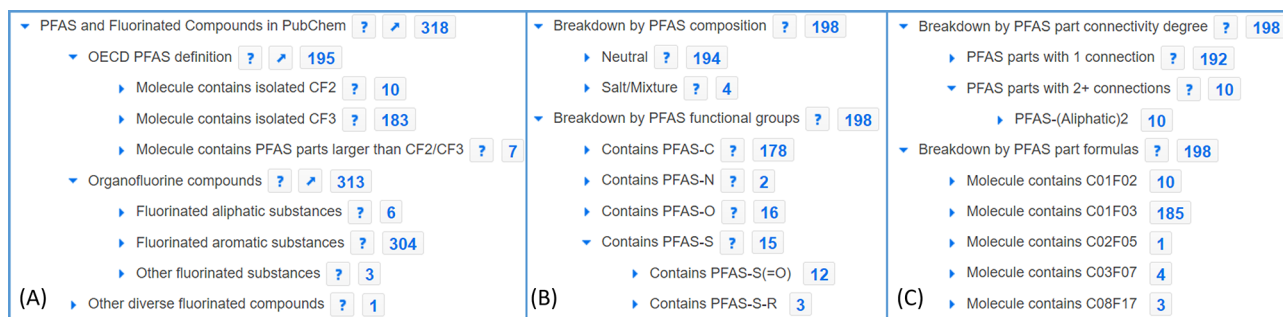 PFAS and Fluorinated Compounds in PubChem ? ↗ 318
OECD PFAS definition ? ↗ 195
Molecule contains isolated CF2 ? 10
Molecule contains isolated CF3 ? 183
Molecule contains PFAS parts larger than CF2/CF3 ? 7
Organofluorine compounds ? ↗ 313
Fluorinated aliphatic substances ? 6
Fluorinated aromatic substances ? 304
Other fluorinated substances ? 3
Other diverse fluorinated compounds ? 1
(A)
Breakdown by PFAS composition ? 198
Neutral ? 194
Salt/Mixture ? 4
Breakdown by PFAS functional groups ? 198
Contains PFAS-C ? 178
Contains PFAS-N ? 2
Contains PFAS-O ? 16
Contains PFAS-S ? 15
Contains PFAS-S(=O) 12
Contains PFAS-S-R 3
(B)
Breakdown by PFAS part connectivity degree ? 198
PFAS parts with 1 connection ? 192
PFAS parts with 2+ connections ? 10
PFAS-(Aliphatic)2 10
Breakdown by PFAS part formulas ? 198
Molecule contains C01F02 10
Molecule contains C01F03 185
Molecule contains C02F05 1
Molecule contains C03F07 4
Molecule contains C08F17 3
(C)